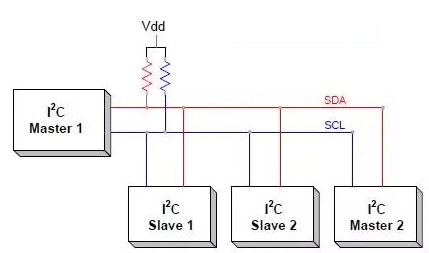 Vdd
SDA
SCL
I²C
Master 1
I²C
Slave 1
I²C
Slave 2
I²C
Master 2